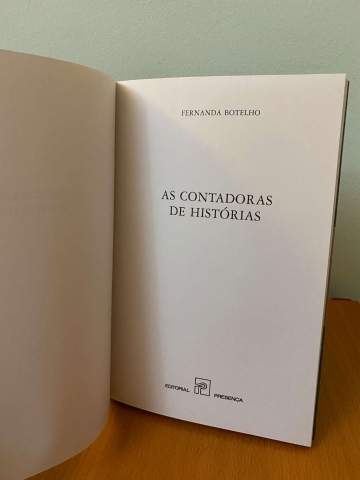 FERNANDA BOTELHO
AS CONTADORAS
DE HISTÓRIAS
EDITORIAL PRESENÇA